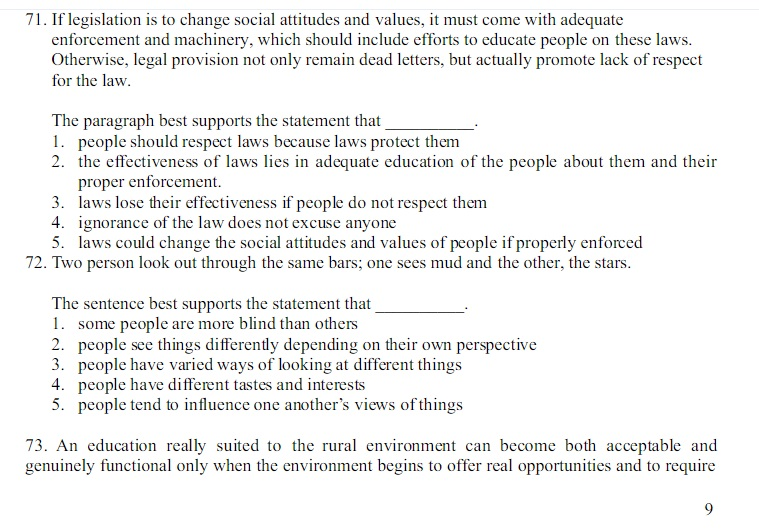 71. If legislation is to change social attitudes and values, it must come with adequate
enforcement and machinery, which should include efforts to educate people on these laws.
Otherwise, legal provision not only remain dead letters, but actually promote lack of respect
for the law.
The paragraph best supports the statement that __________.
1. people should respect laws because laws protect them
2. the effectiveness of laws lies in adequate education of the people about them and their
proper enforcement.
3. laws lose their effectiveness if people do not respect them
4. ignorance of the law does not excuse anyone
5. laws could change the social attitudes and values of people if properly enforced
72. Two person look out through the same bars; one sees mud and the other, the stars.
The sentence best supports the statement that __________.
1. some people are more blind than others
2. people see things differently depending on their own perspective
3. people have varied ways of looking at different things
4. people have different tastes and interests
5. people tend to influence one another's views of things
73. An education really suited to the rural environment can become both acceptable and
genuinely functional only when the environment begins to offer real opportunities and to require
9